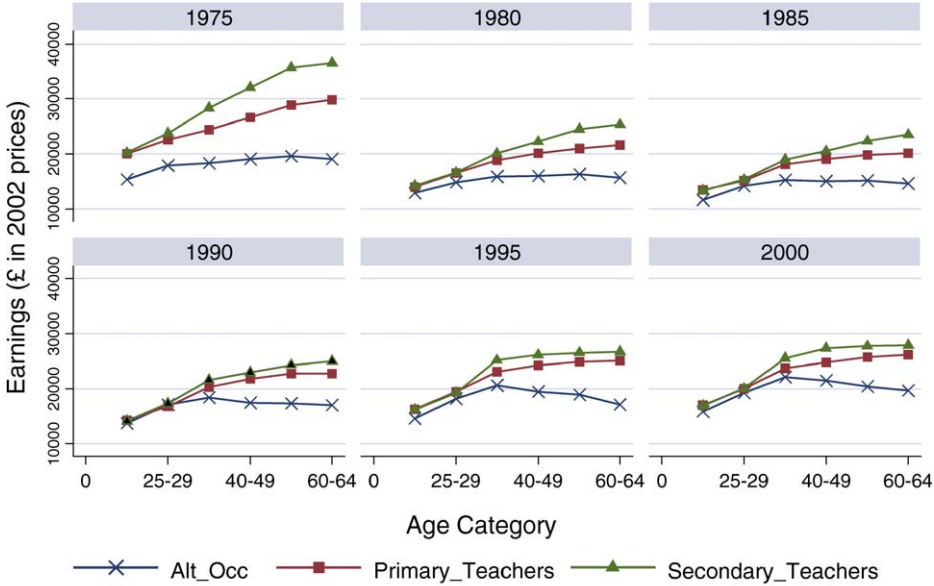 1975 1980 1985
40000
30000
20000
10000
1990 1995 2000
40000
30000
20000
10000
0 25-29 40-49 60-64 0 25-29 40-49 60-64 0 25-29 40-49 60-64
Earnings (£ in 2002 prices)
Age Category
Alt_Occ Primary_Teachers Secondary_Teachers